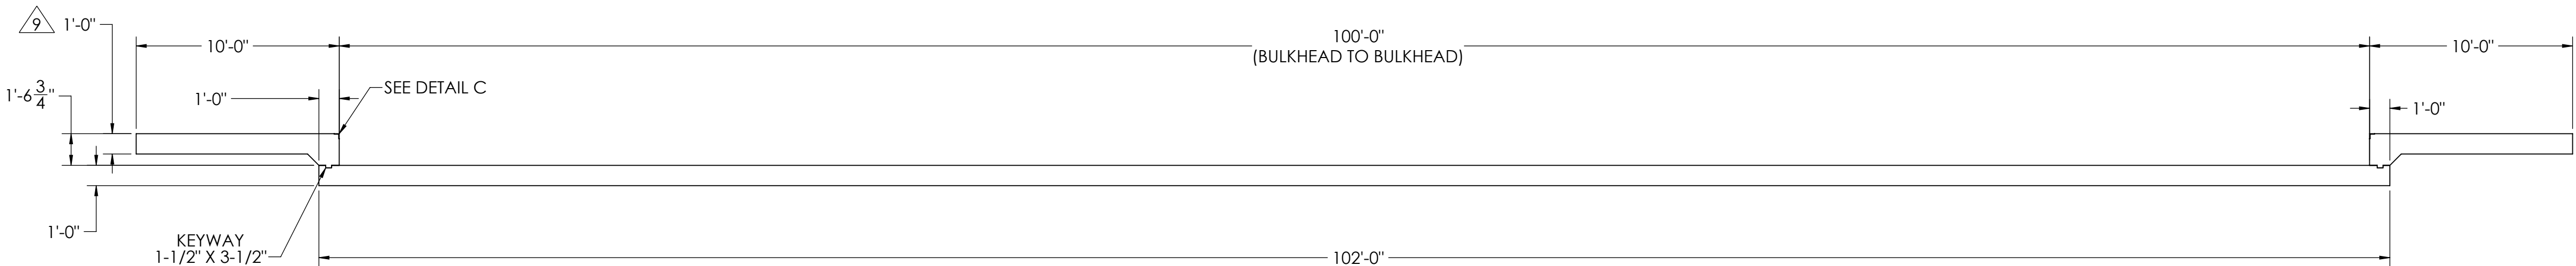 9
1'-0"
10'-0"
100'-0"
(BULKHEAD TO BULKHEAD)
10'-0"
1'-6 3/4"
1'-0"
SEE DETAIL C
1'-0"
1'-0"
KEYWAY
1-1/2" X 3-1/2"
102'-0"